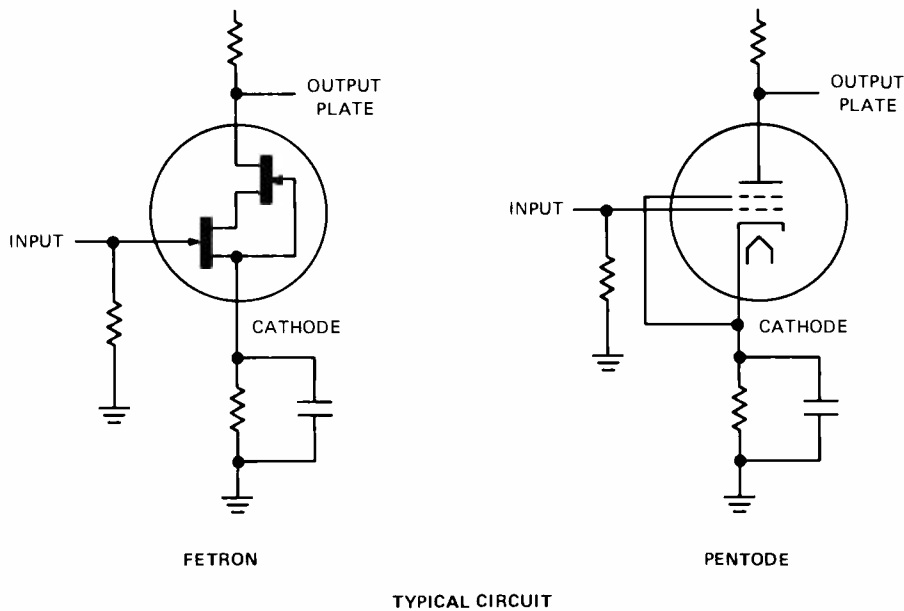 OUTPUT
PLATE
INPUT
CATHODE
FETRON
OUTPUT
PLATE
INPUT
CATHODE
PENTODE
TYPICAL CIRCUIT